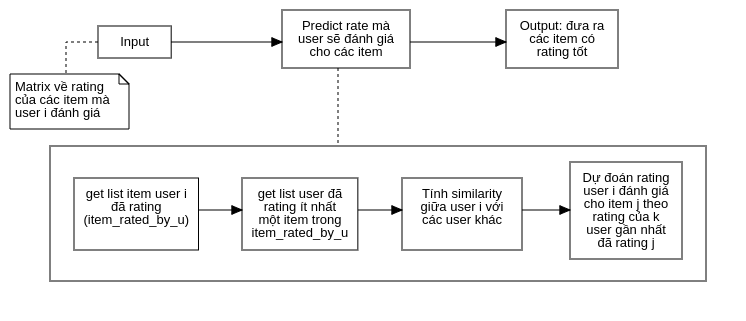 Input
Predict rate mà
user sẽ đánh giá
cho các item
Output: đưa ra
các item có
rating tốt
Matrix về rating
của các item mà
user i đánh giá
get list item user i
đã rating
(item_rated_by_u)
get list user đã
rating ít nhất
một item trong
item_rated_by_u
Tính similarity
giữa user i với
các user khác
Dự đoán rating
user i đánh giá
cho item j theo
rating của k
user gần nhất
đã rating j